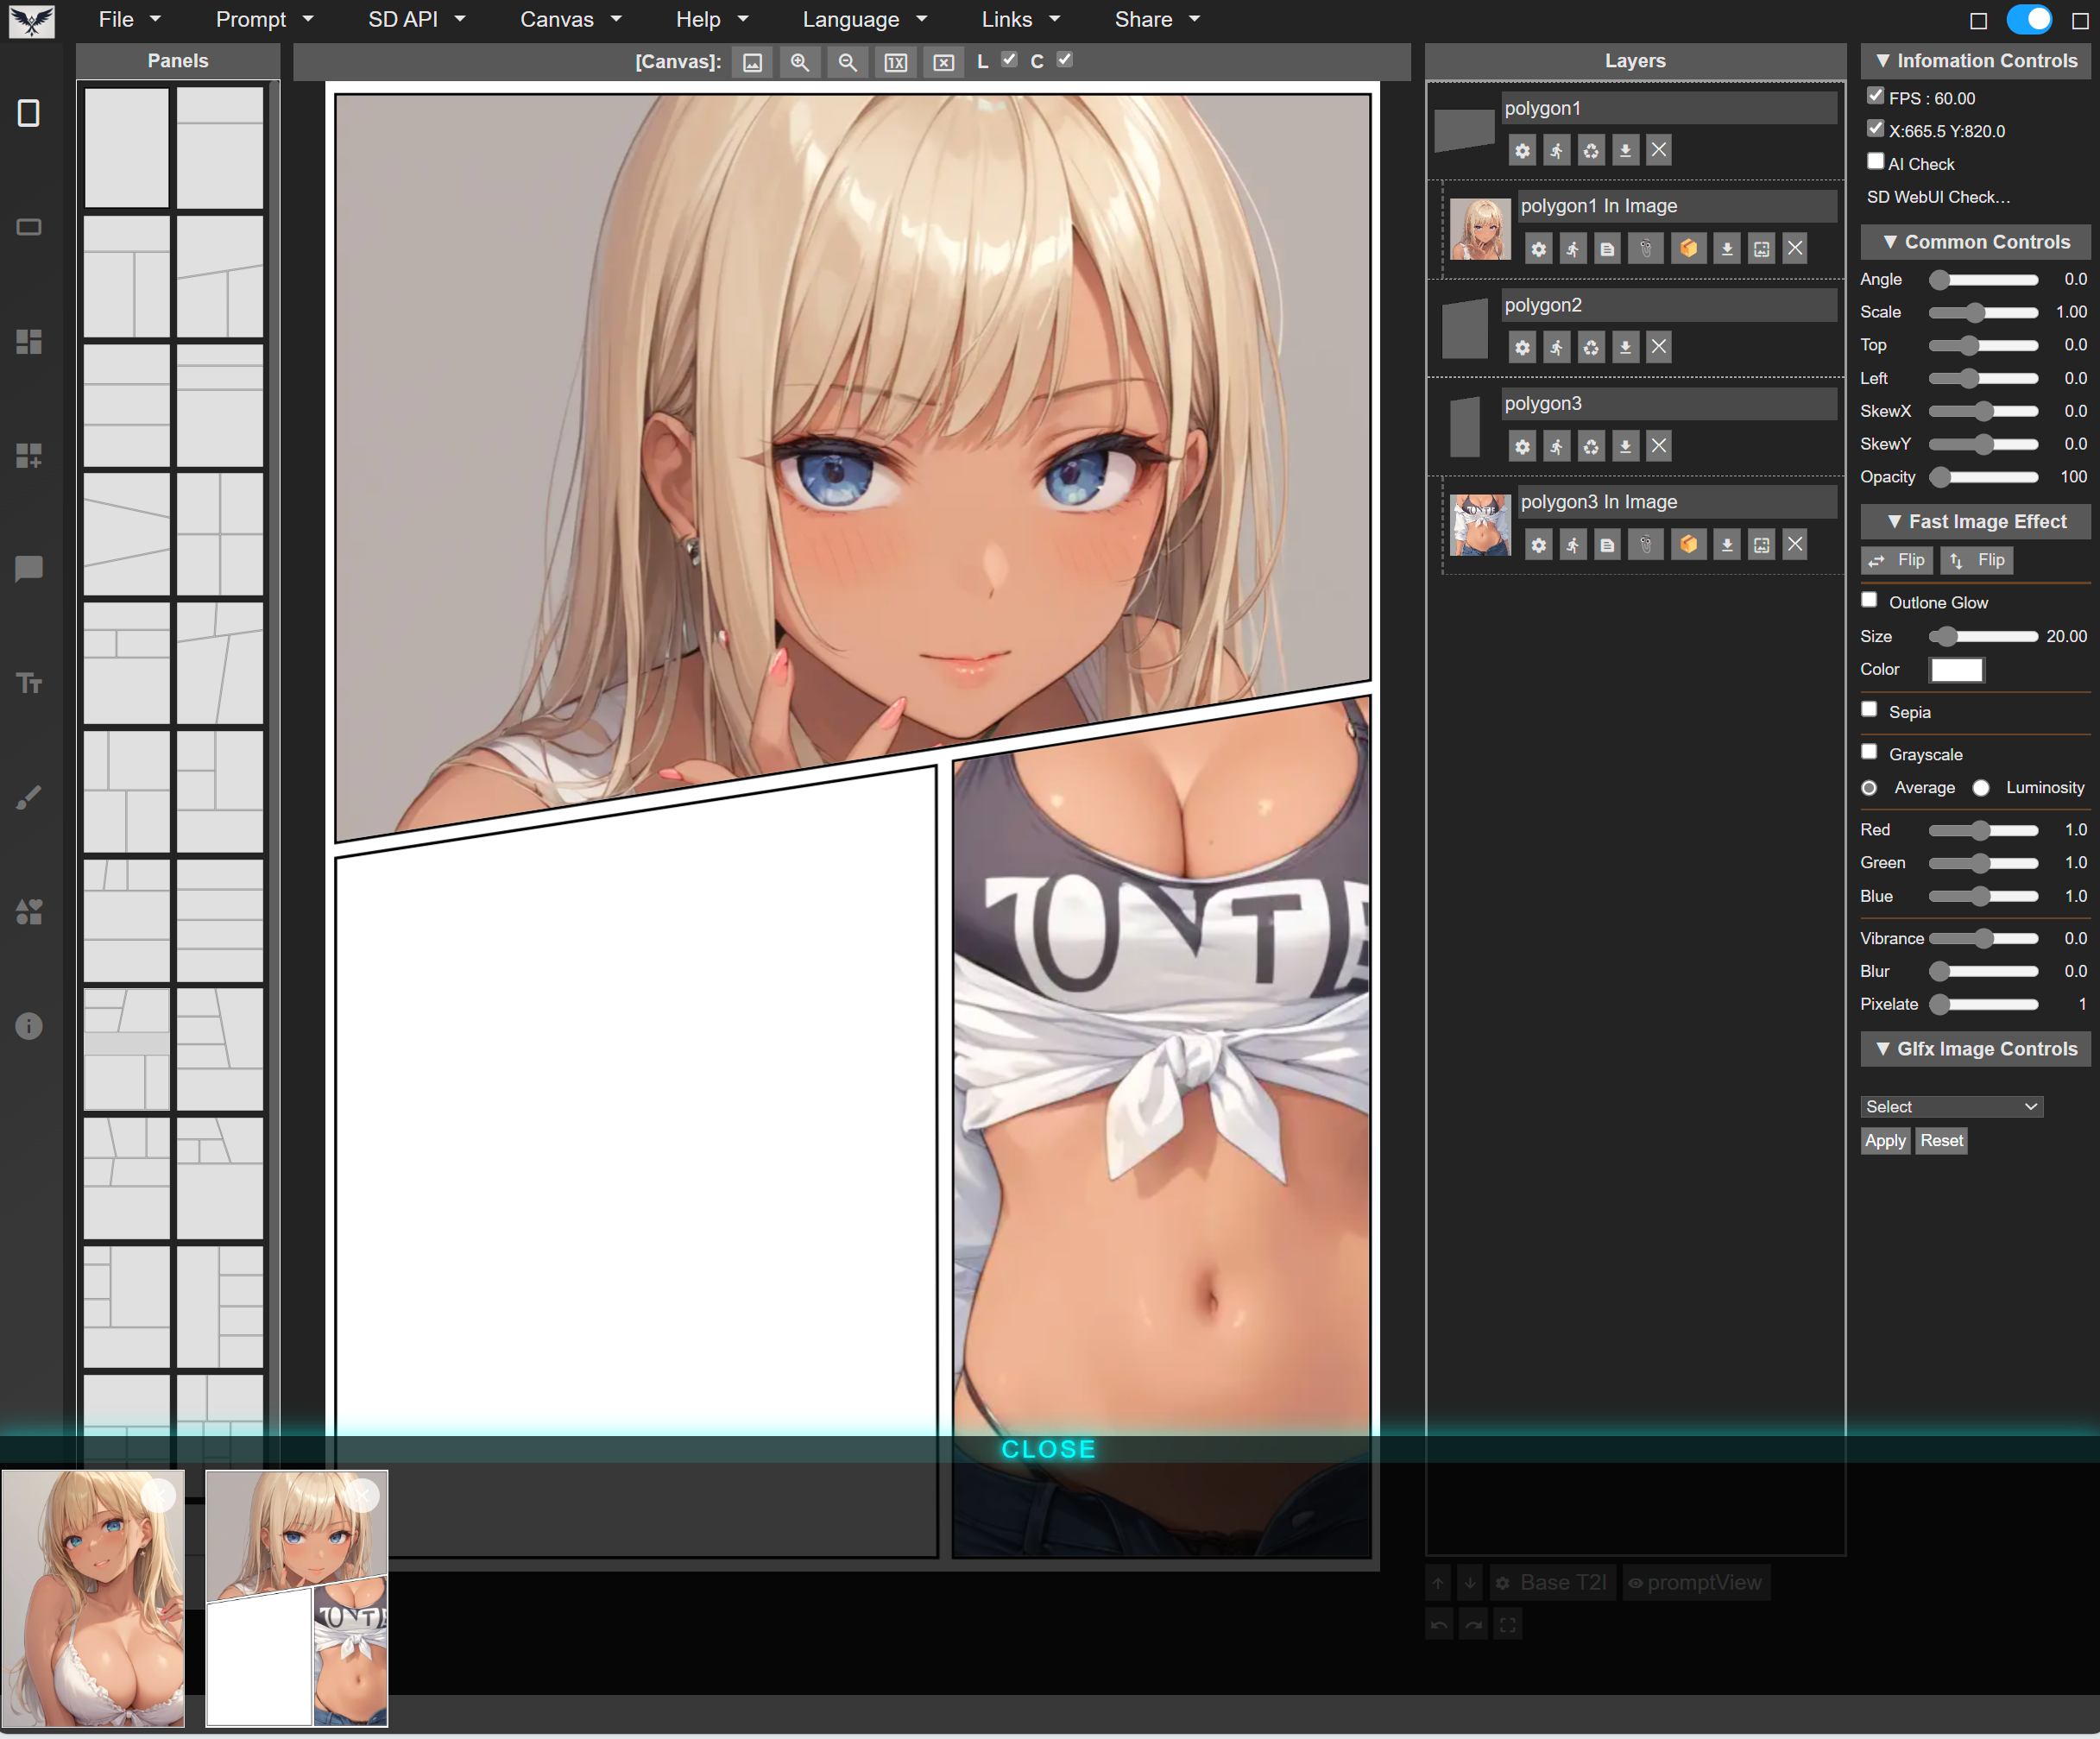 File Prompt SD API Canvas Help Language Links Share
Panels
[Canvas]: 1X L C
Layers
polygon1
polygon1 In Image
polygon2
polygon3
polygon3 In Image
▼ Infomation Controls
FPS : 60.00
X:665.5 Y:820.0
AI Check
SD WebUI Check...
▼ Common Controls
Angle 0.0
Scale 1.00
Top 0.0
Left 0.0
SkewX 0.0
SkewY 0.0
Opacity 100
▼ Fast Image Effect
Flip Flip
Outlone Glow
Size 20.00
Color
Sepia
Grayscale
Average Luminosity
Red 1.0
Green 1.0
Blue 1.0
Vibrance 0.0
Blur 0.0
Pixelate 1
▼ Glfx Image Controls
Select
Apply Reset
CLOSE
Base T2I promptView